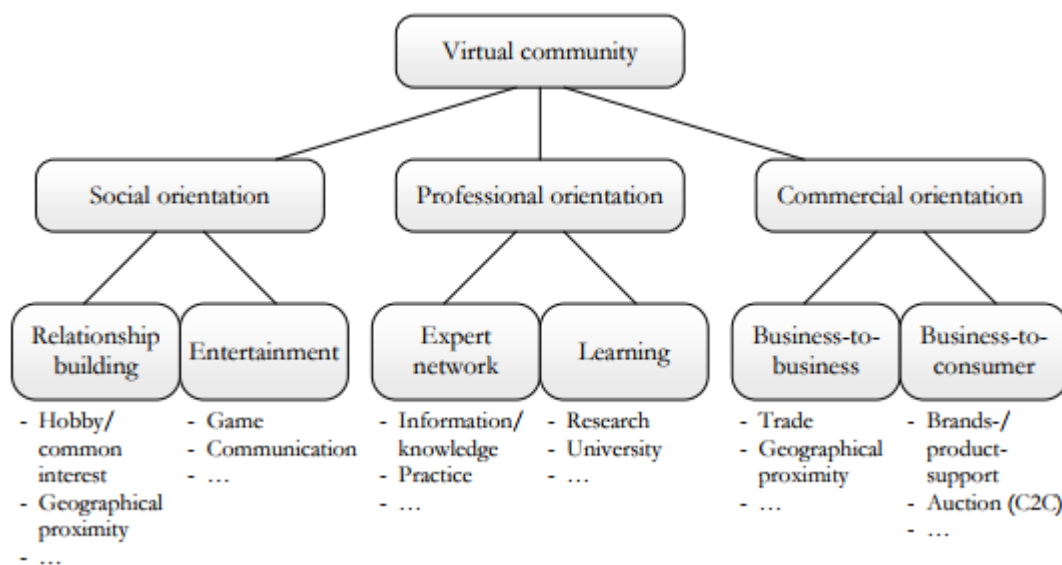 Virtual community
Social orientation
Professional orientation
Commercial orientation
Relationship
building
Entertainment
Expert
network
Learning
Business-to-
business
Business-to-
consumer
- Hobby/
common
interest
- Geographical
proximity
- ...
- Game
- Communication
- ...
- Information/
knowledge
- Practice
- ...
- Research
- University
- ...
- Trade
- Geographical
proximity
- ...
- Brands-/
product-
support
- Auction (C2C)
- ...